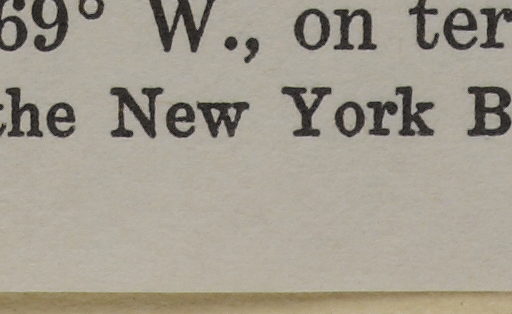 69° W., on ter
the New York B